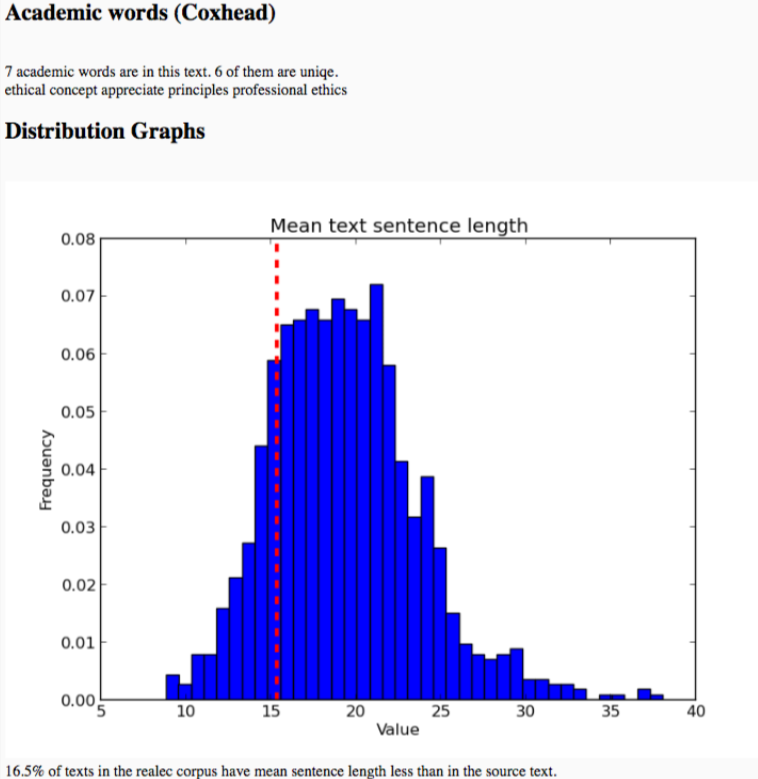 Academic words (Coxhead)
7 academic words are in this text. 6 of them are uniqe.
ethical concept appreciate principles professional ethics
Distribution Graphs
Mean text sentence length
0.08
0.07
0.06
0.05
0.04
0.03
0.02
0.01
0.00
Frequency
5 10 15 20 25 30 35 40
Value
16.5% of texts in the realec corpus have mean sentence length less than in the source text.